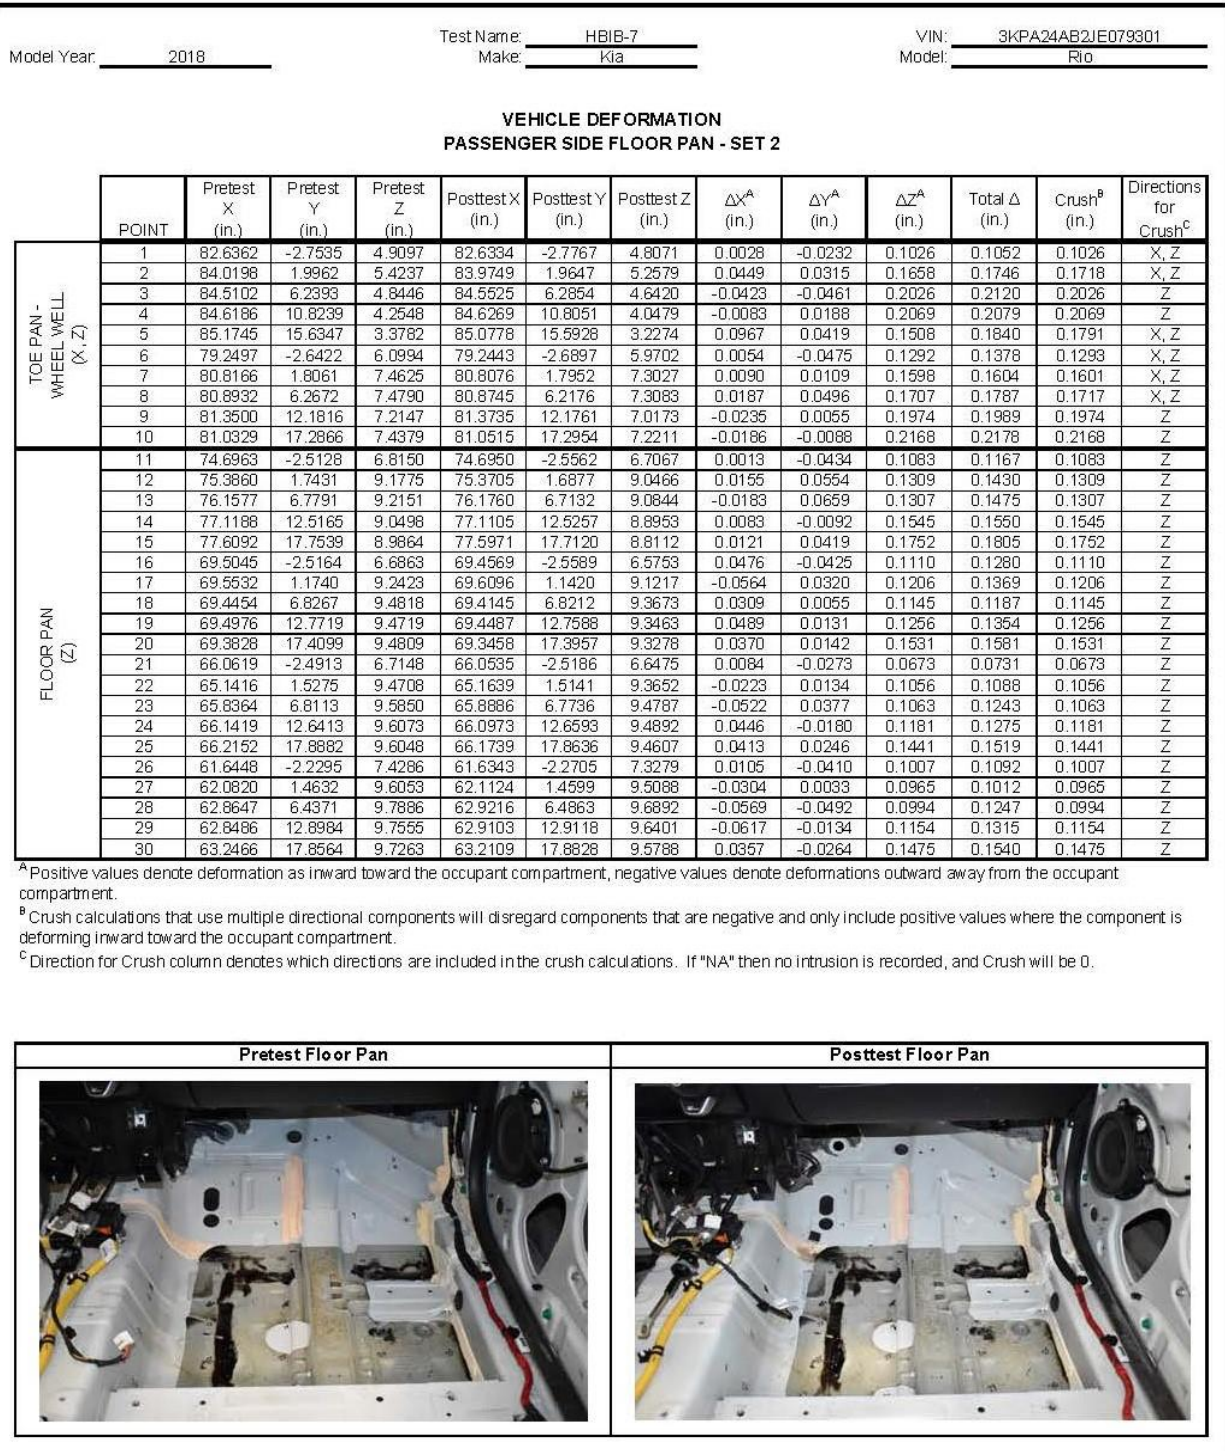 Test Name: HBIB-7 VIN: 3KPA24AB2JE079301
Model Year: 2018 Make: Kia Model: Rio
VEHICLE DEFORMATION
PASSENGER SIDE FLOOR PAN - SET 2
POINT Pretest X (in.) Pretest Y (in.) Pretest Z (in.) Posttest X (in.) Posttest Y (in.) Posttest Z (in.) ΔXᴬ (in.) ΔYᴬ (in.) ΔZᴬ (in.) Total Δ (in.) Crushᴮ (in.) Directions for Crushᶜ
TOE PAN - WHEEL WELL (X, Z)
1 82.6362 -2.7535 4.9097 82.6334 -2.7767 4.8071 0.0028 -0.0232 0.1026 0.1052 0.1026 X, Z
2 84.0198 1.9962 5.4237 83.9749 1.9647 5.2579 0.0449 0.0315 0.1658 0.1746 0.1718 X, Z
3 84.5102 6.2393 4.8446 84.5525 6.2854 4.6420 -0.0423 -0.0461 0.2026 0.2120 0.2026 Z
4 84.6186 10.8239 4.2548 84.6269 10.8051 4.0479 -0.0083 0.0188 0.2069 0.2079 0.2069 Z
5 85.1745 15.6347 3.3782 85.0778 15.5928 3.2274 0.0967 0.0419 0.1508 0.1840 0.1791 X, Z
6 79.2497 -2.6422 6.0994 79.2443 -2.6897 5.9702 0.0054 -0.0475 0.1292 0.1378 0.1293 X, Z
7 80.8166 1.8061 7.4625 80.8076 1.7952 7.3027 0.0090 0.0109 0.1598 0.1604 0.1601 X, Z
8 80.8932 6.2672 7.4790 80.8745 6.2176 7.3083 0.0187 0.0496 0.1707 0.1787 0.1717 X, Z
9 81.3500 12.1816 7.2147 81.3735 12.1761 7.0173 -0.0235 0.0055 0.1974 0.1989 0.1974 Z
10 81.0329 17.2866 7.4379 81.0515 17.2954 7.2211 -0.0186 -0.0088 0.2168 0.2178 0.2168 Z
FLOOR PAN (Z)
11 74.6963 -2.5128 6.8150 74.6950 -2.5562 6.7067 0.0013 -0.0434 0.1083 0.1167 0.1083 Z
12 75.3860 1.7431 9.1775 75.3705 1.6877 9.0466 0.0155 0.0554 0.1309 0.1430 0.1309 Z
13 76.1577 6.7791 9.2151 76.1760 6.7132 9.0844 -0.0183 0.0659 0.1307 0.1475 0.1307 Z
14 77.1188 12.5165 9.0498 77.1105 12.5257 8.8953 0.0083 -0.0092 0.1545 0.1550 0.1545 Z
15 77.6092 17.7539 8.9864 77.5971 17.7120 8.8112 0.0121 0.0419 0.1752 0.1805 0.1752 Z
16 69.5045 -2.5164 6.6863 69.4569 -2.5589 6.5753 0.0476 -0.0425 0.1110 0.1280 0.1110 Z
17 69.5532 1.1740 9.2423 69.6096 1.1420 9.1217 -0.0564 0.0320 0.1206 0.1369 0.1206 Z
18 69.4454 6.8267 9.4818 69.4145 6.8212 9.3673 0.0309 0.0055 0.1145 0.1187 0.1145 Z
19 69.4976 12.7719 9.4719 69.4487 12.7588 9.3463 0.0489 0.0131 0.1256 0.1354 0.1256 Z
20 69.3828 17.4099 9.4809 69.3458 17.3957 9.3278 0.0370 0.0142 0.1531 0.1581 0.1531 Z
21 66.0619 -2.4913 6.7148 66.0535 -2.5186 6.6475 0.0084 -0.0273 0.0673 0.0731 0.0673 Z
22 65.1416 1.5275 9.4708 65.1639 1.5141 9.3652 -0.0223 0.0134 0.1056 0.1088 0.1056 Z
23 65.8364 6.8113 9.5850 65.8886 6.7736 9.4787 -0.0522 0.0377 0.1063 0.1243 0.1063 Z
24 66.1419 12.6413 9.6073 66.0973 12.6593 9.4892 0.0446 -0.0180 0.1181 0.1275 0.1181 Z
25 66.2152 17.8882 9.6048 66.1739 17.8636 9.4607 0.0413 0.0246 0.1441 0.1519 0.1441 Z
26 61.6448 -2.2295 7.4286 61.6343 -2.2705 7.3279 0.0105 -0.0410 0.1007 0.1092 0.1007 Z
27 62.0820 1.4632 9.6053 62.1124 1.4599 9.5088 -0.0304 0.0033 0.0965 0.1012 0.0965 Z
28 62.8647 6.4371 9.7886 62.9216 6.4863 9.6892 -0.0569 -0.0492 0.0994 0.1247 0.0994 Z
29 62.8486 12.8984 9.7555 62.9103 12.9118 9.6401 -0.0617 -0.0134 0.1154 0.1315 0.1154 Z
30 63.2466 17.8564 9.7263 63.2109 17.8828 9.5788 0.0357 -0.0264 0.1475 0.1540 0.1475 Z
ᴬ Positive values denote deformation as inward toward the occupant compartment, negative values denote deformations outward away from the occupant
compartment.
ᴮ Crush calculations that use multiple directional components will disregard components that are negative and only include positive values where the component is
deforming inward toward the occupant compartment.
ᶜ Direction for Crush column denotes which directions are included in the crush calculations. If "NA" then no intrusion is recorded, and Crush will be 0.
Pretest Floor Pan Posttest Floor Pan